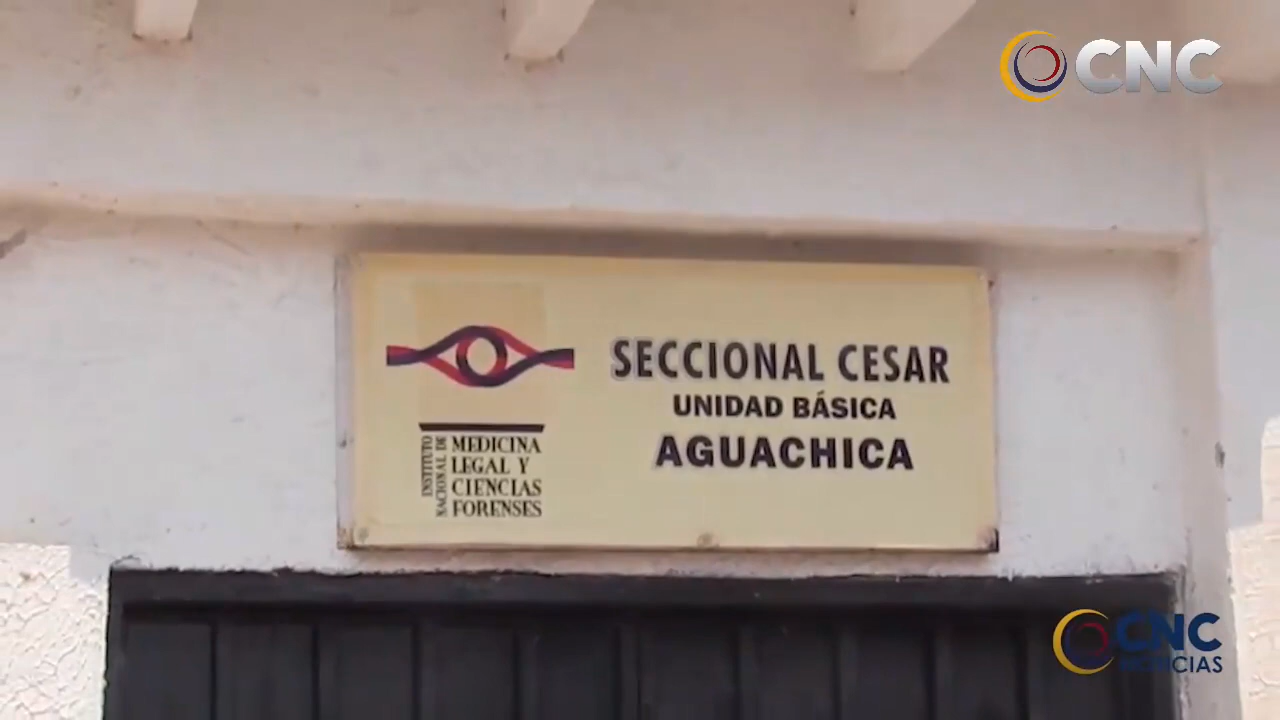 CNC
SECCIONAL CESAR
UNIDAD BÁSICA
AGUACHICA
INSTITUTO
NACIONAL DE
MEDICINA
LEGAL Y
CIENCIAS
FORENSES
CNC
NOTICIAS